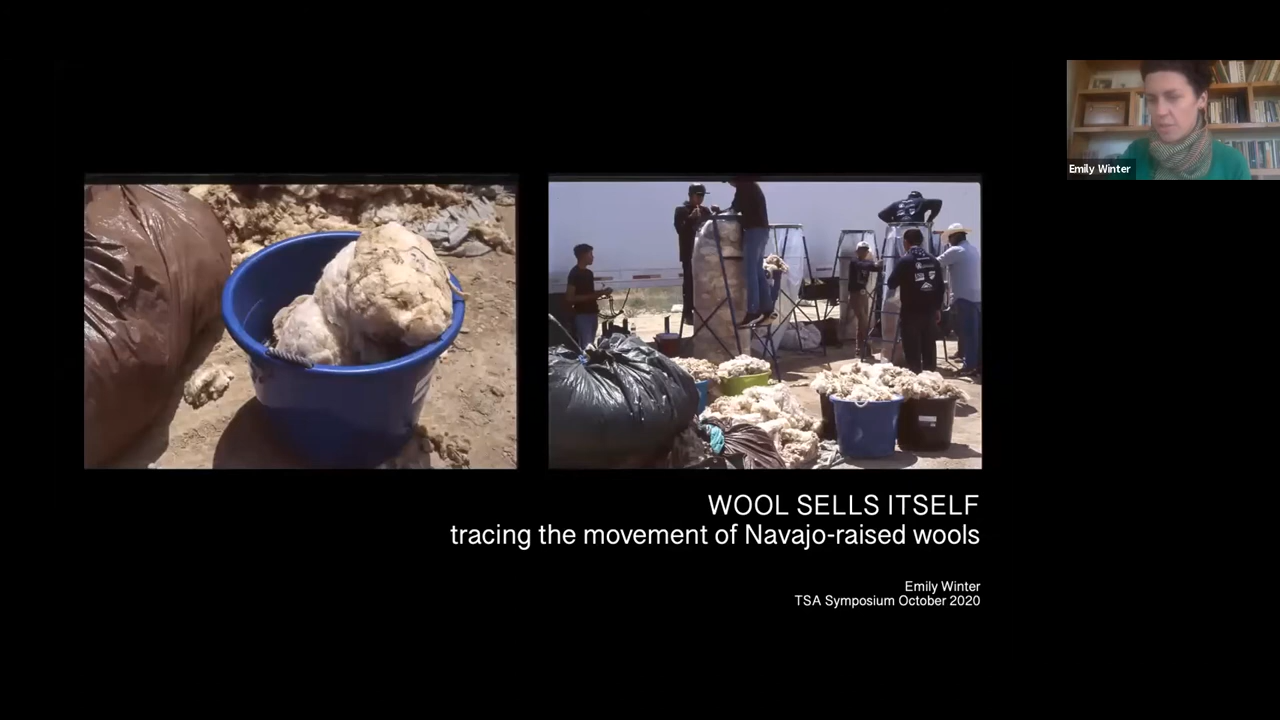 Emily Winter
WOOL SELLS ITSELF
tracing the movement of Navajo-raised wools
Emily Winter
TSA Symposium October 2020